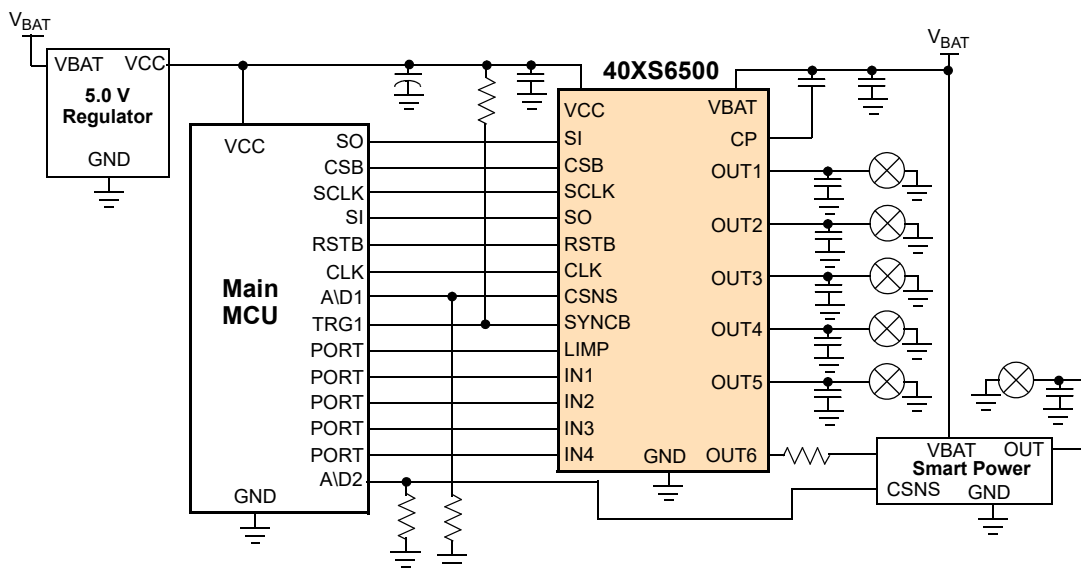 VBAT
VBAT VCC
5.0 V
Regulator
GND
VBAT
40XS6500
VCC
Main
MCU
GND
SO
CSB
SCLK
SI
RSTB
CLK
A\D1
TRG1
PORT
PORT
PORT
PORT
PORT
A\D2
VCC
SI
CSB
SCLK
SO
RSTB
CLK
CSNS
SYNCB
LIMP
IN1
IN2
IN3
IN4
GND
VBAT
CP
OUT1
OUT2
OUT3
OUT4
OUT5
OUT6
VBAT OUT
Smart Power
CSNS GND